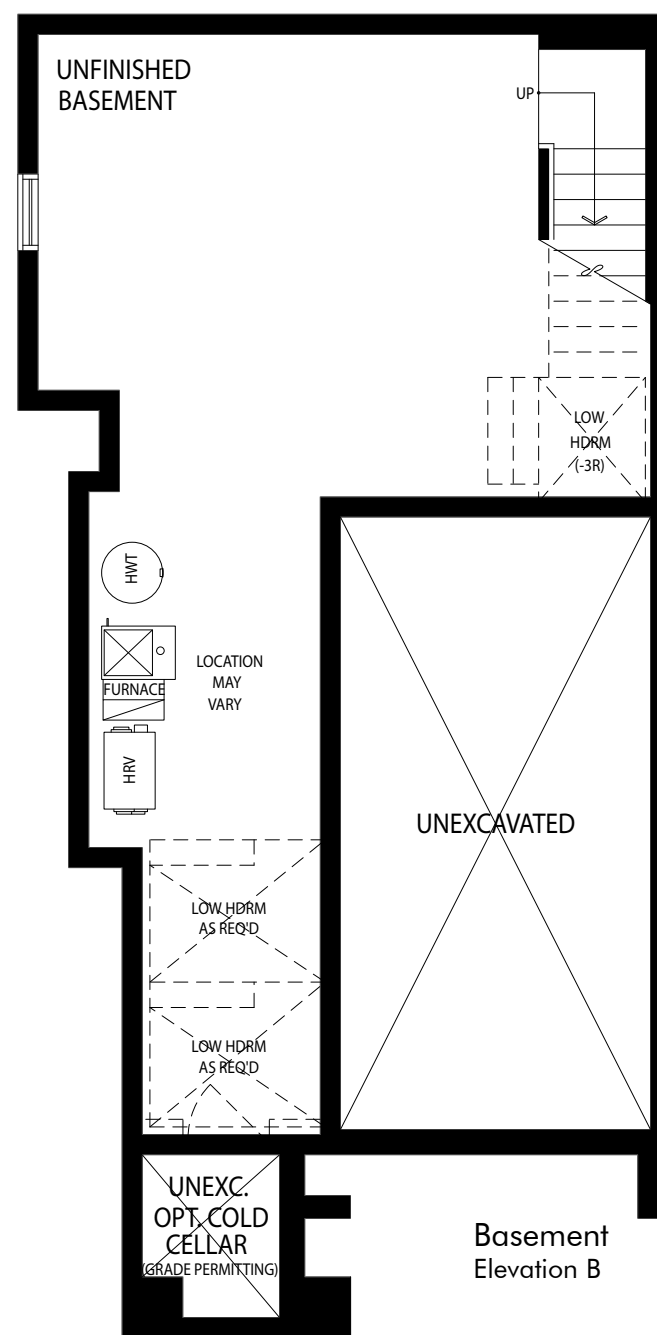 UNFINISHED
BASEMENT
UP
LOW
HDRM
(-3R)
HWT
FURNACE
LOCATION
MAY
VARY
HRV
UNEXCAVATED
LOW HDRM
AS REQ'D
LOW HDRM
AS REQ'D
UNEXC.
OPT. COLD
CELLAR
(GRADE PERMITTING)
Basement
Elevation B